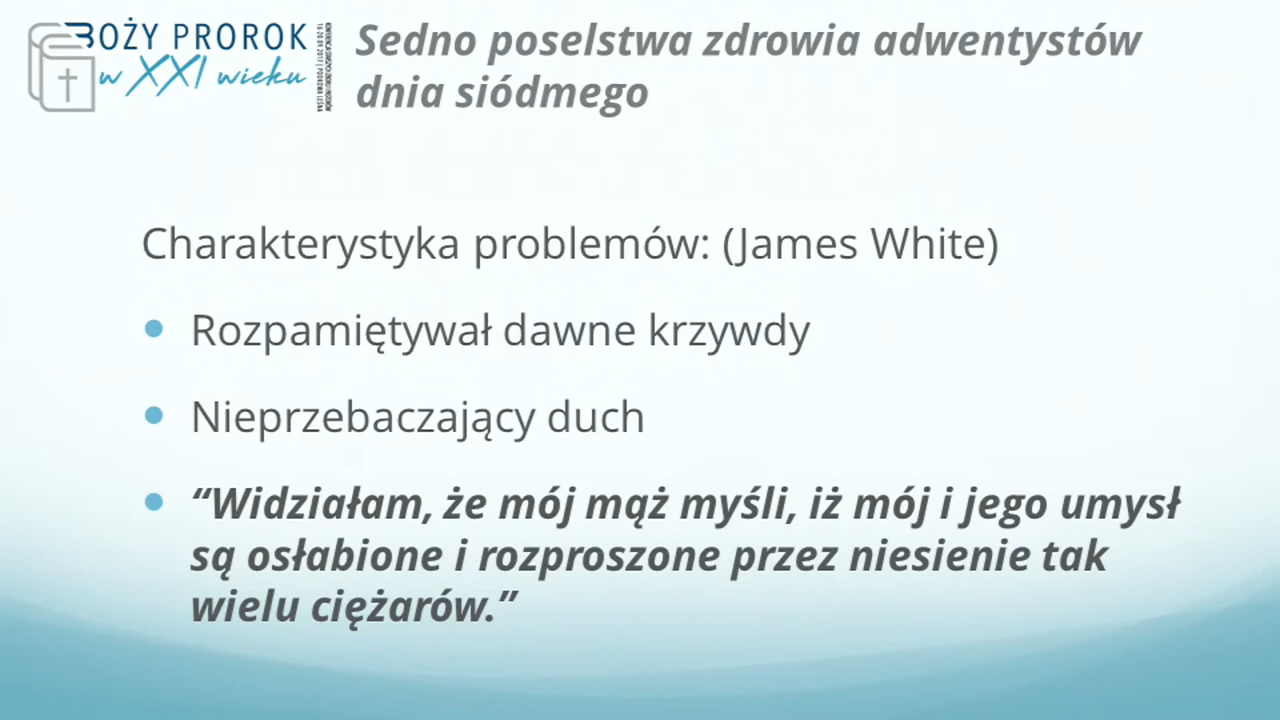 BOŻY PROROK
w XXI wieku
Sedno poselstwa zdrowia adwentystów
dnia siódmego
Charakterystyka problemów: (James White)
Rozpamiętywał dawne krzywdy
Nieprzebaczający duch
“Widziałam, że mój mąż myśli, iż mój i jego umysł
są osłabione i rozproszone przez niesienie tak
wielu ciężarów.”